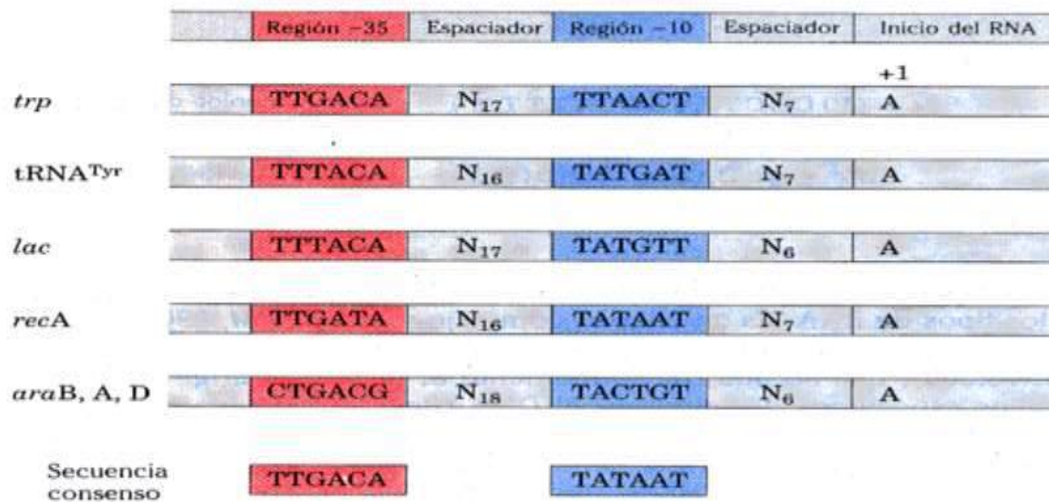 Región −35 Espaciador Región −10 Espaciador Inicio del RNA
+1
trp TTGACA N₁₇ TTAACT N₇ A
tRNAᵀʸʳ TTTACA N₁₆ TATGAT N₇ A
lac TTTACA N₁₇ TATGTT N₆ A
recA TTGATA N₁₆ TATAAT N₇ A
araB, A, D CTGACG N₁₈ TACTGT N₆ A
Secuencia
consenso TTGACA TATAAT